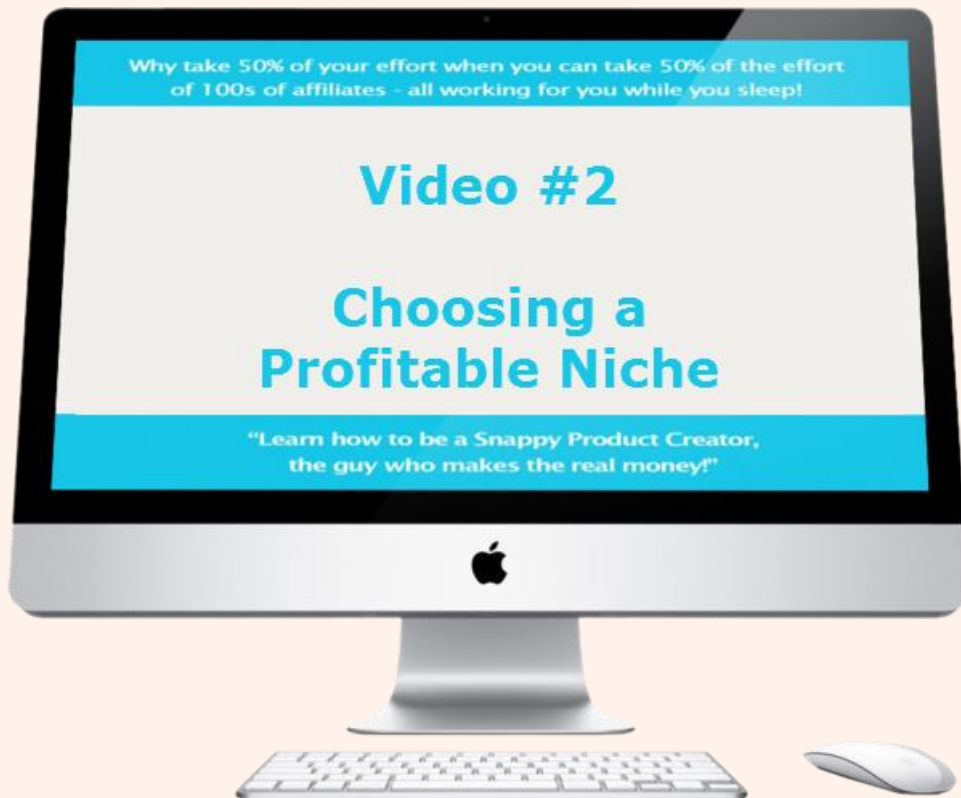 Why take 50% of your effort when you can take 50% of the effort
of 100s of affiliates - all working for you while you sleep!
Video #2
Choosing a
Profitable Niche
“Learn how to be a Snappy Product Creator,
the guy who makes the real money!”